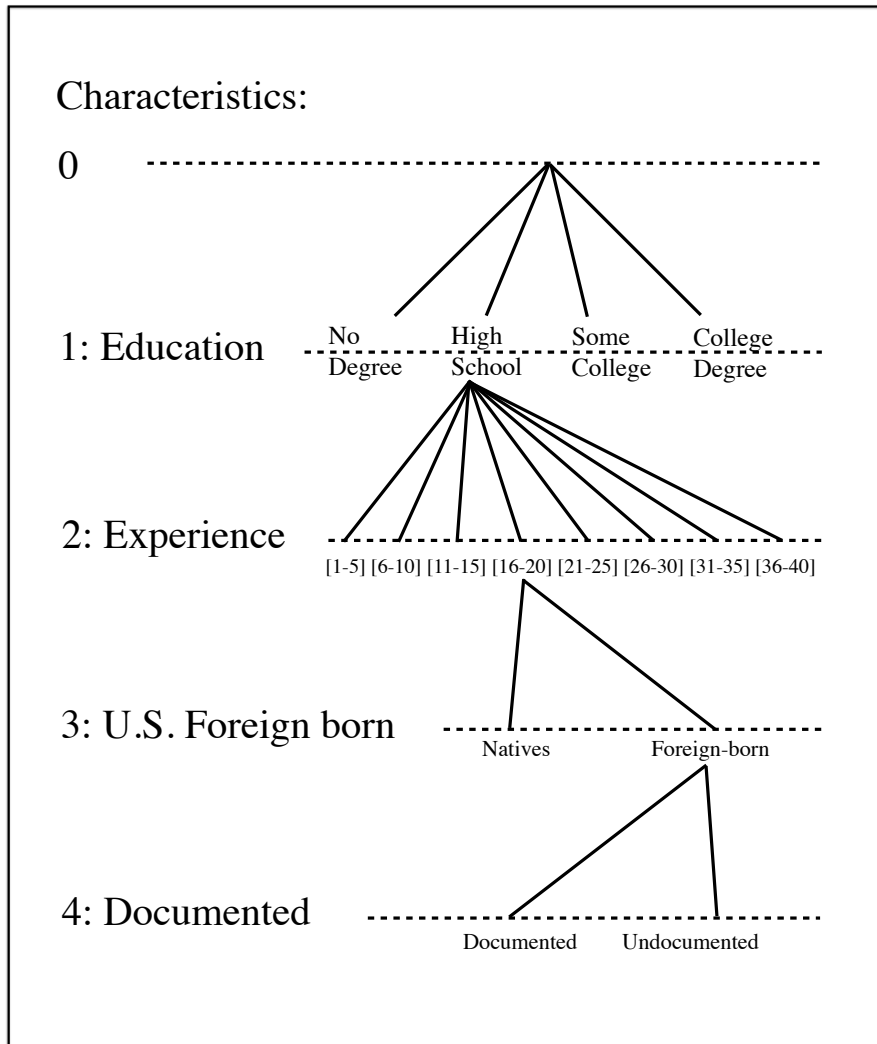 Characteristics:
0
1: Education
No High Some College
Degree School College Degree
2: Experience
[1-5] [6-10] [11-15] [16-20] [21-25] [26-30] [31-35] [36-40]
3: U.S. Foreign born
Natives Foreign-born
4: Documented
Documented Undocumented